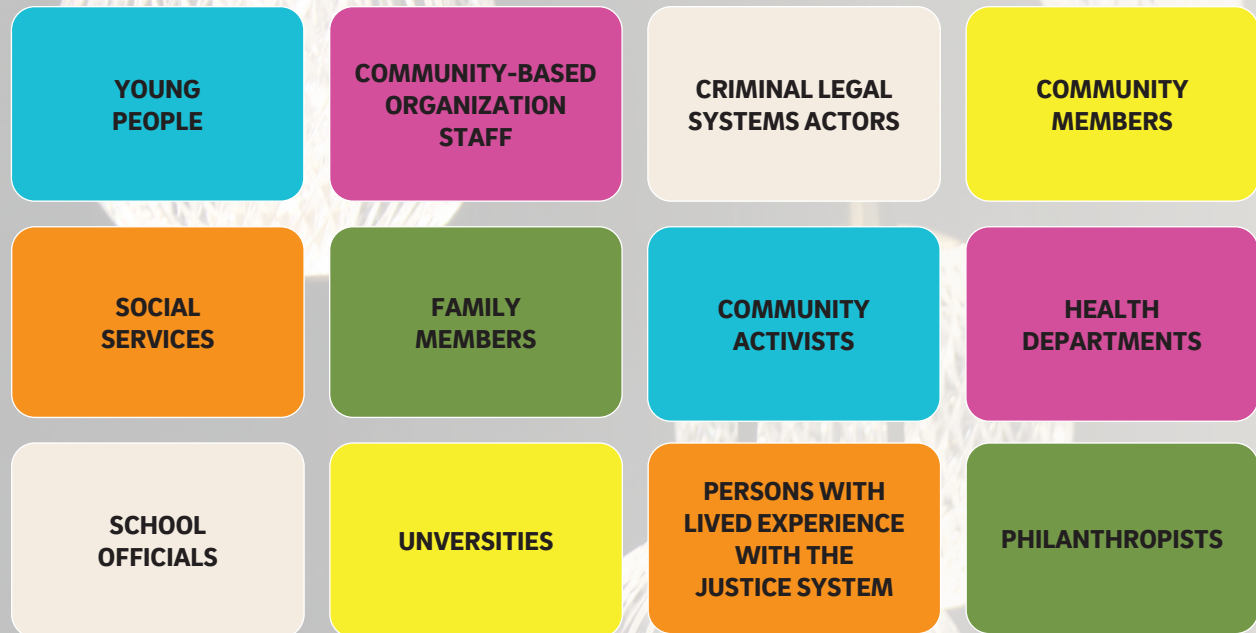 YOUNG
PEOPLE
COMMUNITY-BASED
ORGANIZATION
STAFF
CRIMINAL LEGAL
SYSTEMS ACTORS
COMMUNITY
MEMBERS
SOCIAL
SERVICES
FAMILY
MEMBERS
COMMUNITY
ACTIVISTS
HEALTH
DEPARTMENTS
SCHOOL
OFFICIALS
UNVERSITIES
PERSONS WITH
LIVED EXPERIENCE
WITH THE
JUSTICE SYSTEM
PHILANTHROPISTS